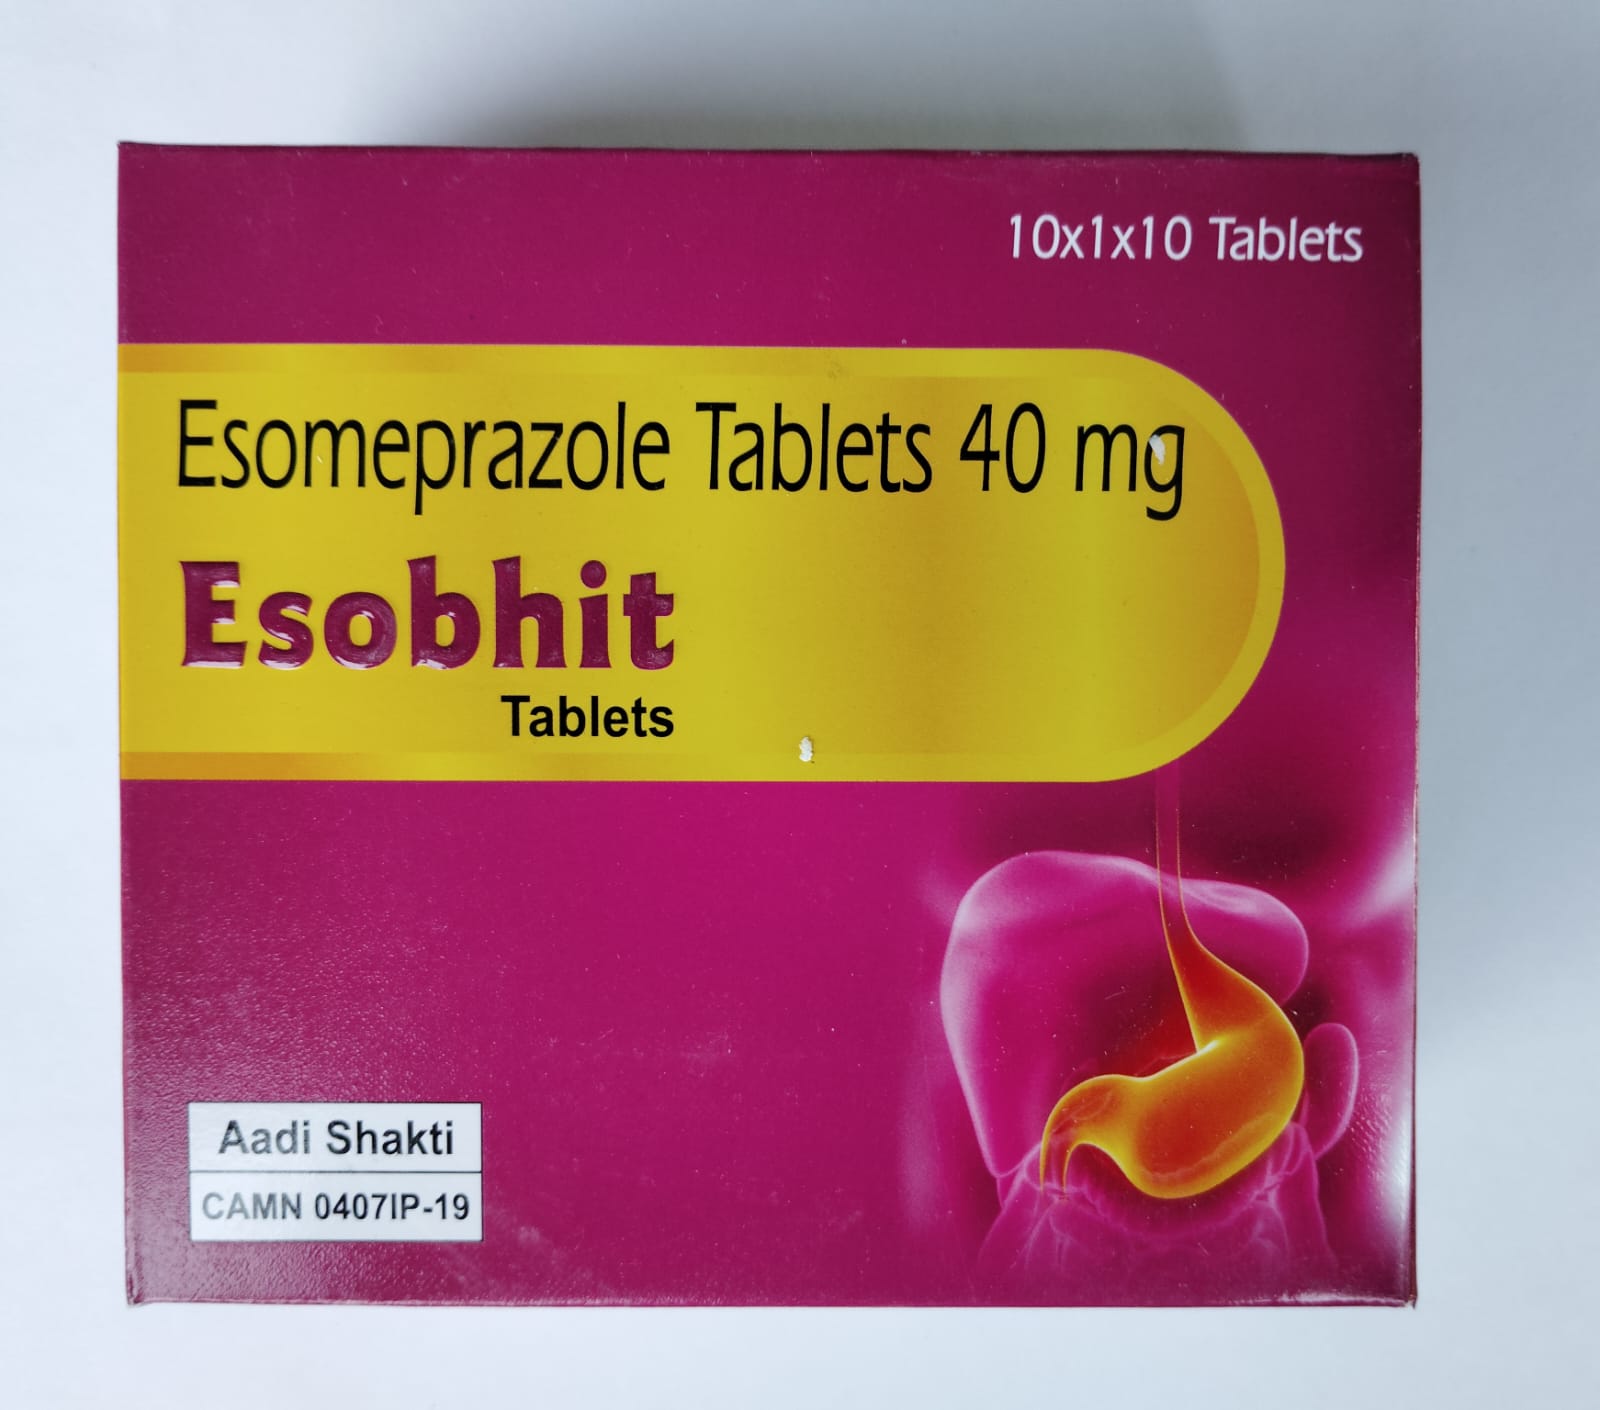 10x1x10 Tablets
Esomeprazole Tablets 40 mg
Esobhit
Tablets
Aadi Shakti
CAMN 0407IP-19